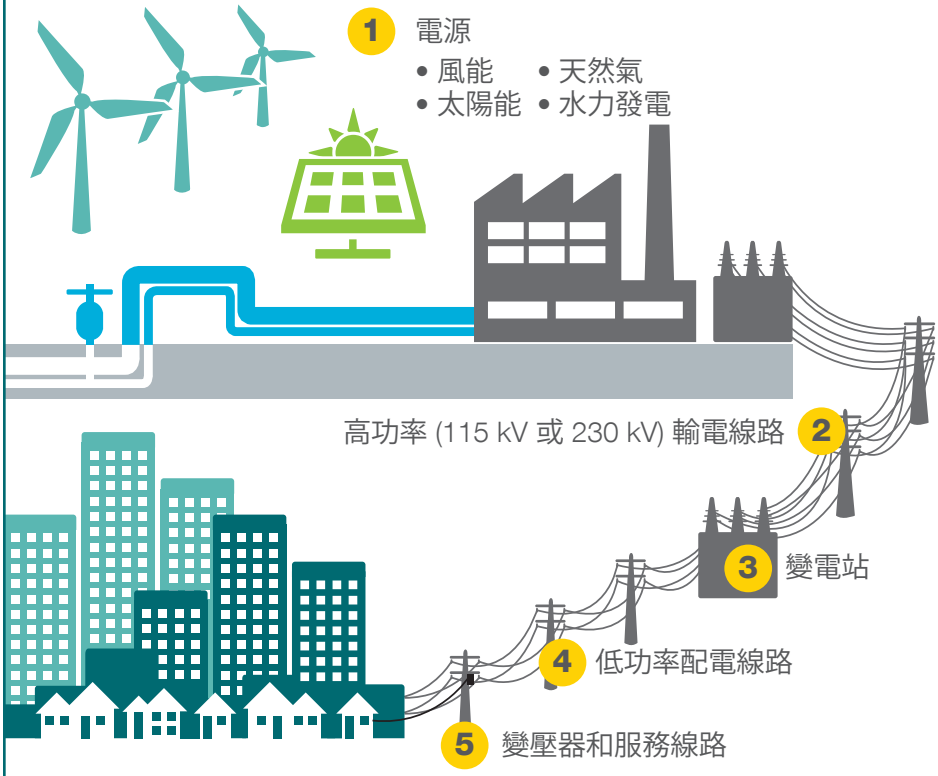 1 電源
• 風能 • 天然氣
• 太陽能 • 水力發電
高功率 (115 kV 或 230 kV) 輸電線路 2
3 變電站
4 低功率配電線路
5 變壓器和服務線路